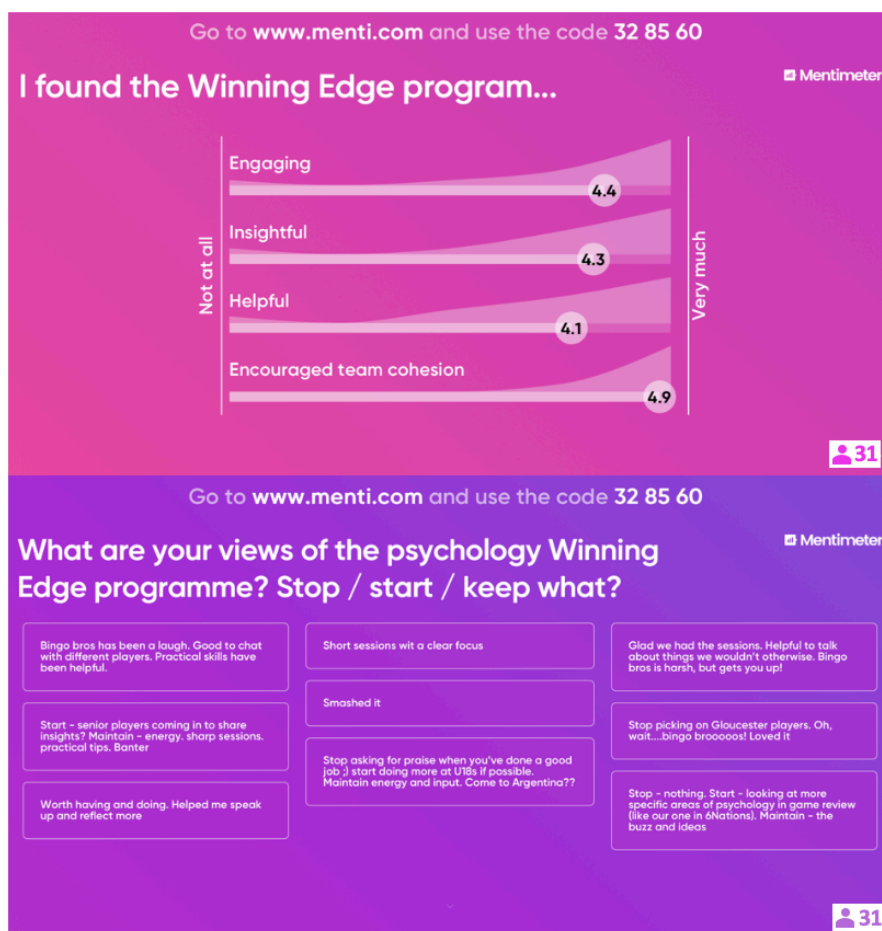 Go to www.menti.com and use the code 32 85 60
Mentimeter
I found the Winning Edge program...
Not at all
Engaging
4.4
Insightful
4.3
Helpful
4.1
Encouraged team cohesion
4.9
Very much
31
Go to www.menti.com and use the code 32 85 60
Mentimeter
What are your views of the psychology Winning
Edge programme? Stop / start / keep what?
Bingo bros has been a laugh. Good to chat
with different players. Practical skills have
been helpful.
Start - senior players coming in to share
insights? Maintain - energy. sharp sessions.
practical tips. Banter
Worth having and doing. Helped me speak
up and reflect more
Short sessions wit a clear focus
Smashed it
Stop asking for praise when you've done a good
job ;) start doing more at U18s if possible.
Maintain energy and input. Come to Argentina??
Glad we had the sessions. Helpful to talk
about things we wouldn't otherwise. Bingo
bros is harsh, but gets you up!
Stop picking on Gloucester players. Oh,
wait....bingo brooooos! Loved it
Stop - nothing. Start - looking at more
specific areas of psychology in game review
(like our one in 6Nations). Maintain - the
buzz and ideas
31